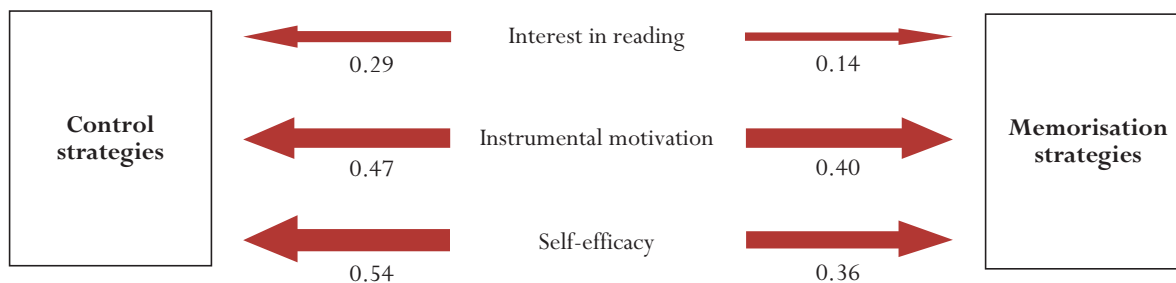 Control
strategies
Interest in reading
0.29
0.14
Instrumental motivation
0.47
0.40
Self-efficacy
0.54
0.36
Memorisation
strategies